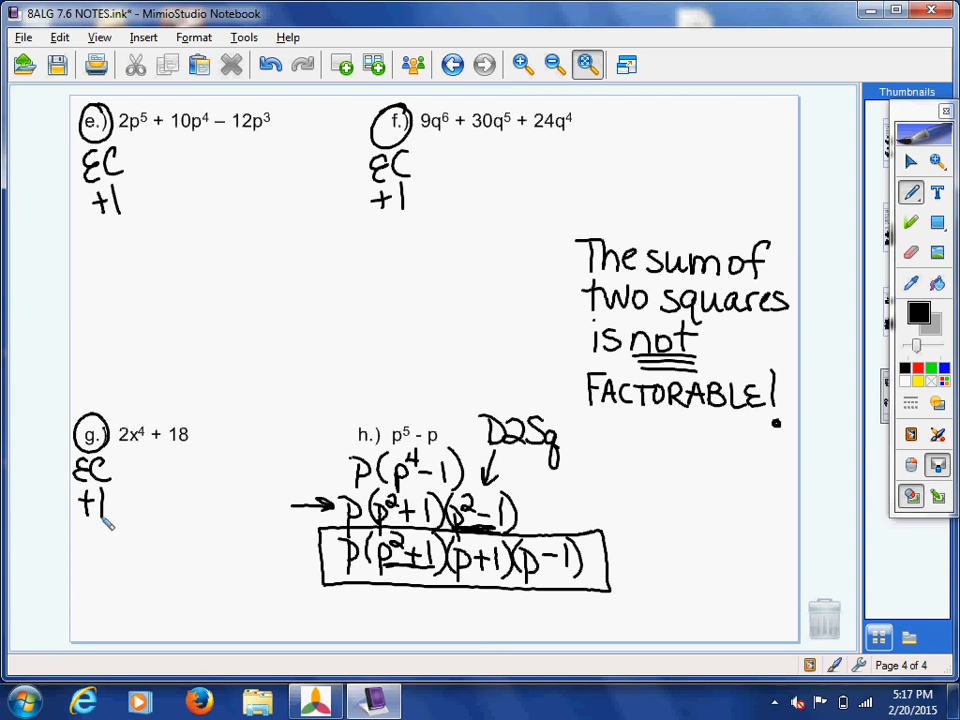 8ALG 7.6 NOTES.ink* - MimioStudio Notebook
File Edit View Insert Format Tools Help
Thumbnails
e.) 2p⁵ + 10p⁴ – 12p³
f.) 9q⁶ + 30q⁵ + 24q⁴
EC
+1
EC
+1
The sum of
two squares
is not
FACTORABLE!
g.) 2x⁴ + 18
EC
+1
h.) p⁵ - p
D2Sq
p(p⁴-1)
→ p(p²+1)(p²-1)
p(p²+1)(p+1)(p-1)
T
Page 4 of 4
5:17 PM
2/20/2015